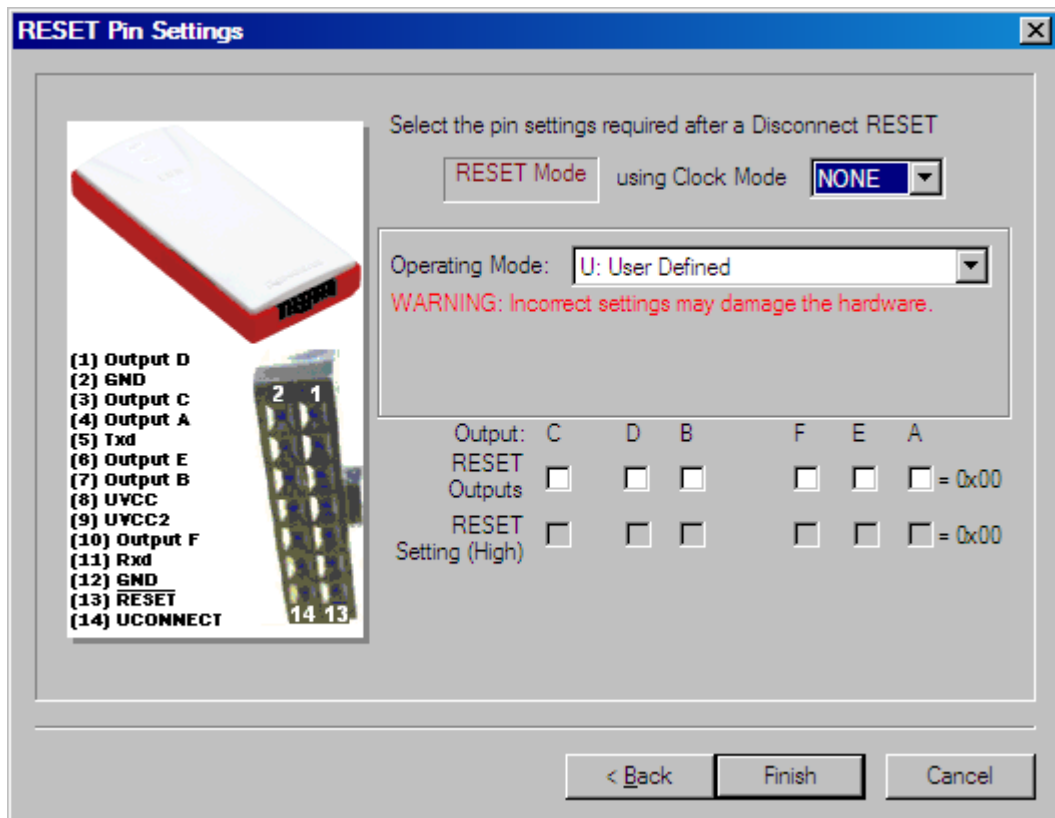 RESET Pin Settings
Select the pin settings required after a Disconnect RESET
RESET Mode using Clock Mode NONE
Operating Mode: U: User Defined
WARNING: Incorrect settings may damage the hardware.
(1) Output D
(2) GND
(3) Output C
(4) Output A
(5) Txd
(6) Output E
(7) Output B
(8) UVCC
(9) UVCC2
(10) Output F
(11) Rxd
(12) GND
(13) RESET
(14) UCONNECT
2 1
14 13
Output: C D B F E A
RESET
Outputs = 0x00
RESET
Setting (High) = 0x00
< Back Finish Cancel